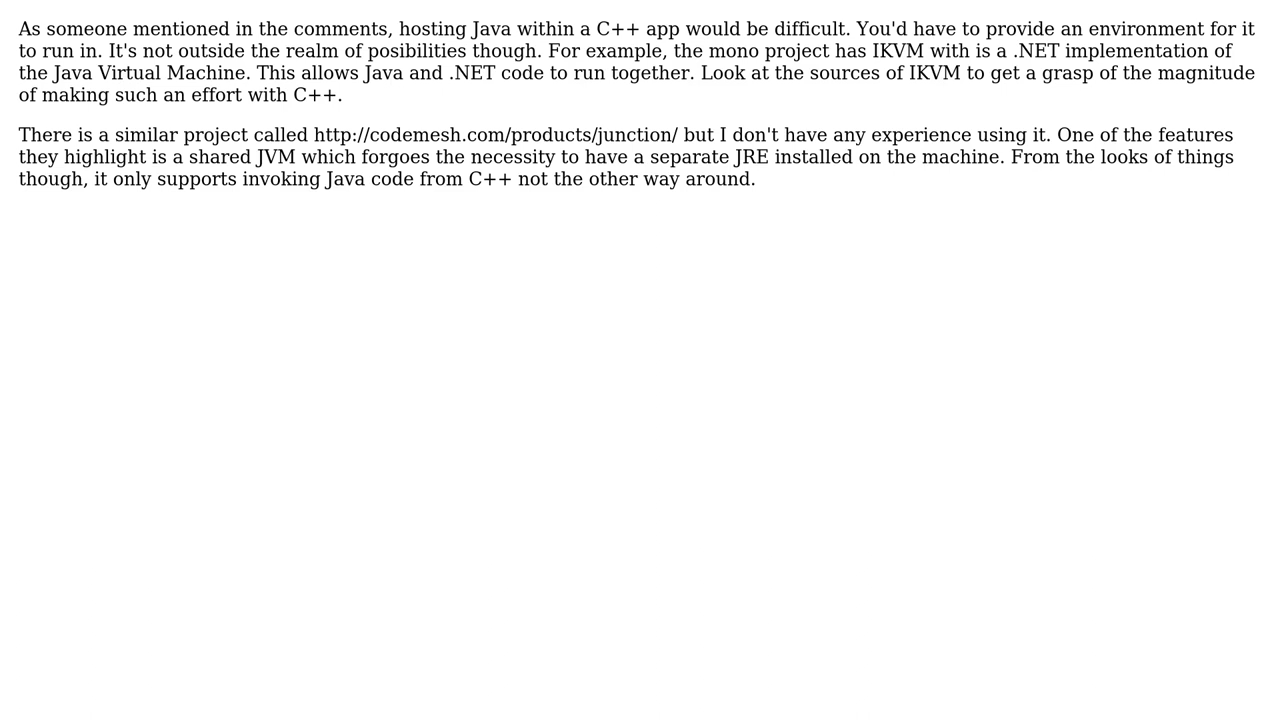 As someone mentioned in the comments, hosting Java within a C++ app would be difficult. You'd have to provide an environment for it
to run in. It's not outside the realm of posibilities though. For example, the mono project has IKVM with is a .NET implementation of
the Java Virtual Machine. This allows Java and .NET code to run together. Look at the sources of IKVM to get a grasp of the magnitude
of making such an effort with C++.
There is a similar project called http://codemesh.com/products/junction/ but I don't have any experience using it. One of the features
they highlight is a shared JVM which forgoes the necessity to have a separate JRE installed on the machine. From the looks of things
though, it only supports invoking Java code from C++ not the other way around.